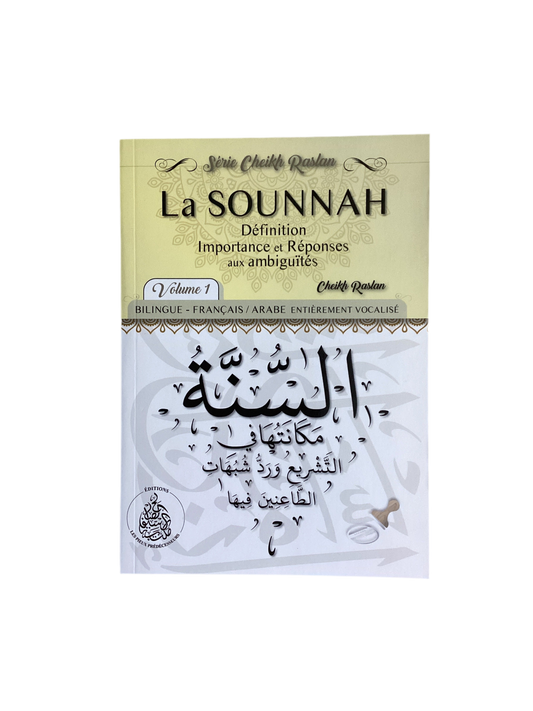 Série Cheikh Raslan
La SOUNNAH
Définition
Importance et Réponses
aux ambiguïtés
Volume 1
Cheikh Raslan
BILINGUE - FRANÇAIS / ARABE ENTIÈREMENT VOCALISÉ
السُّنَّةُ
مَكَانَتُهَا فِي
التَّشْرِيعِ وَرَدُّ شُبُهَاتِ
الطَّاعِنِينَ فِيهَا
ÉDITIONS
LES PIEUX PRÉDÉCESSEURS